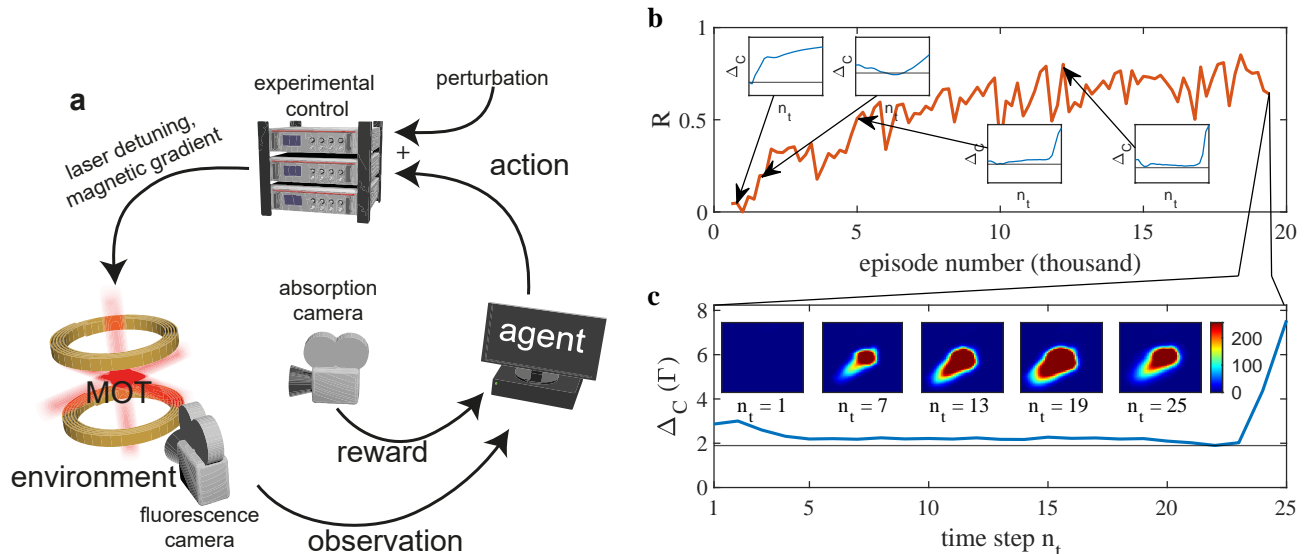 a
experimental
control
perturbation
+
action
laser detuning,
magnetic gradient
absorption
camera
agent
MOT
reward
environment
fluorescence
camera
observation
b
1
0.5
0
R
Δ_C
n_t
Δ_C
n_t
Δ_C
n_t
Δ_C
n_t
0 5 10 15 20
episode number (thousand)
c
8
6
4
2
0
Δ_C (Γ)
200
100
0
n_t = 1 n_t = 7 n_t = 13 n_t = 19 n_t = 25
1 5 10 15 20 25
time step n_t